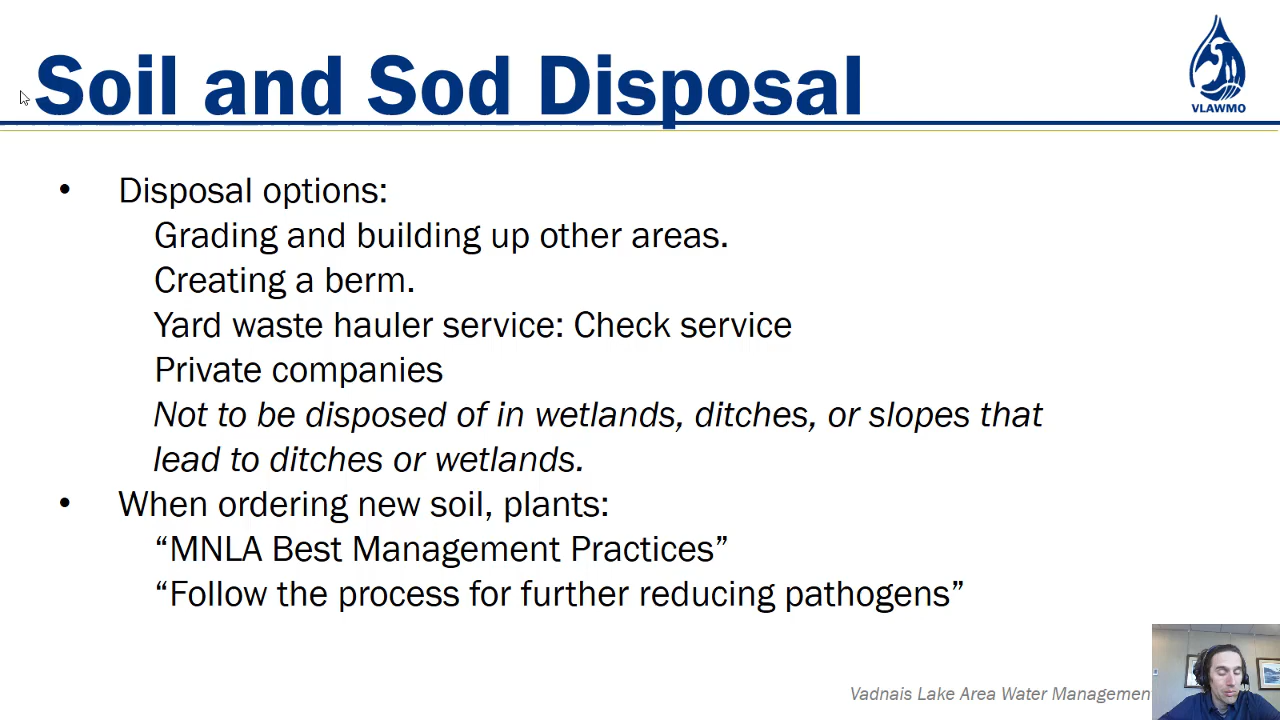 Soil and Sod Disposal
VLAWMO
• Disposal options:
Grading and building up other areas.
Creating a berm.
Yard waste hauler service: Check service
Private companies
Not to be disposed of in wetlands, ditches, or slopes that
lead to ditches or wetlands.
• When ordering new soil, plants:
“MNLA Best Management Practices”
“Follow the process for further reducing pathogens”
Vadnais Lake Area Water Managemen